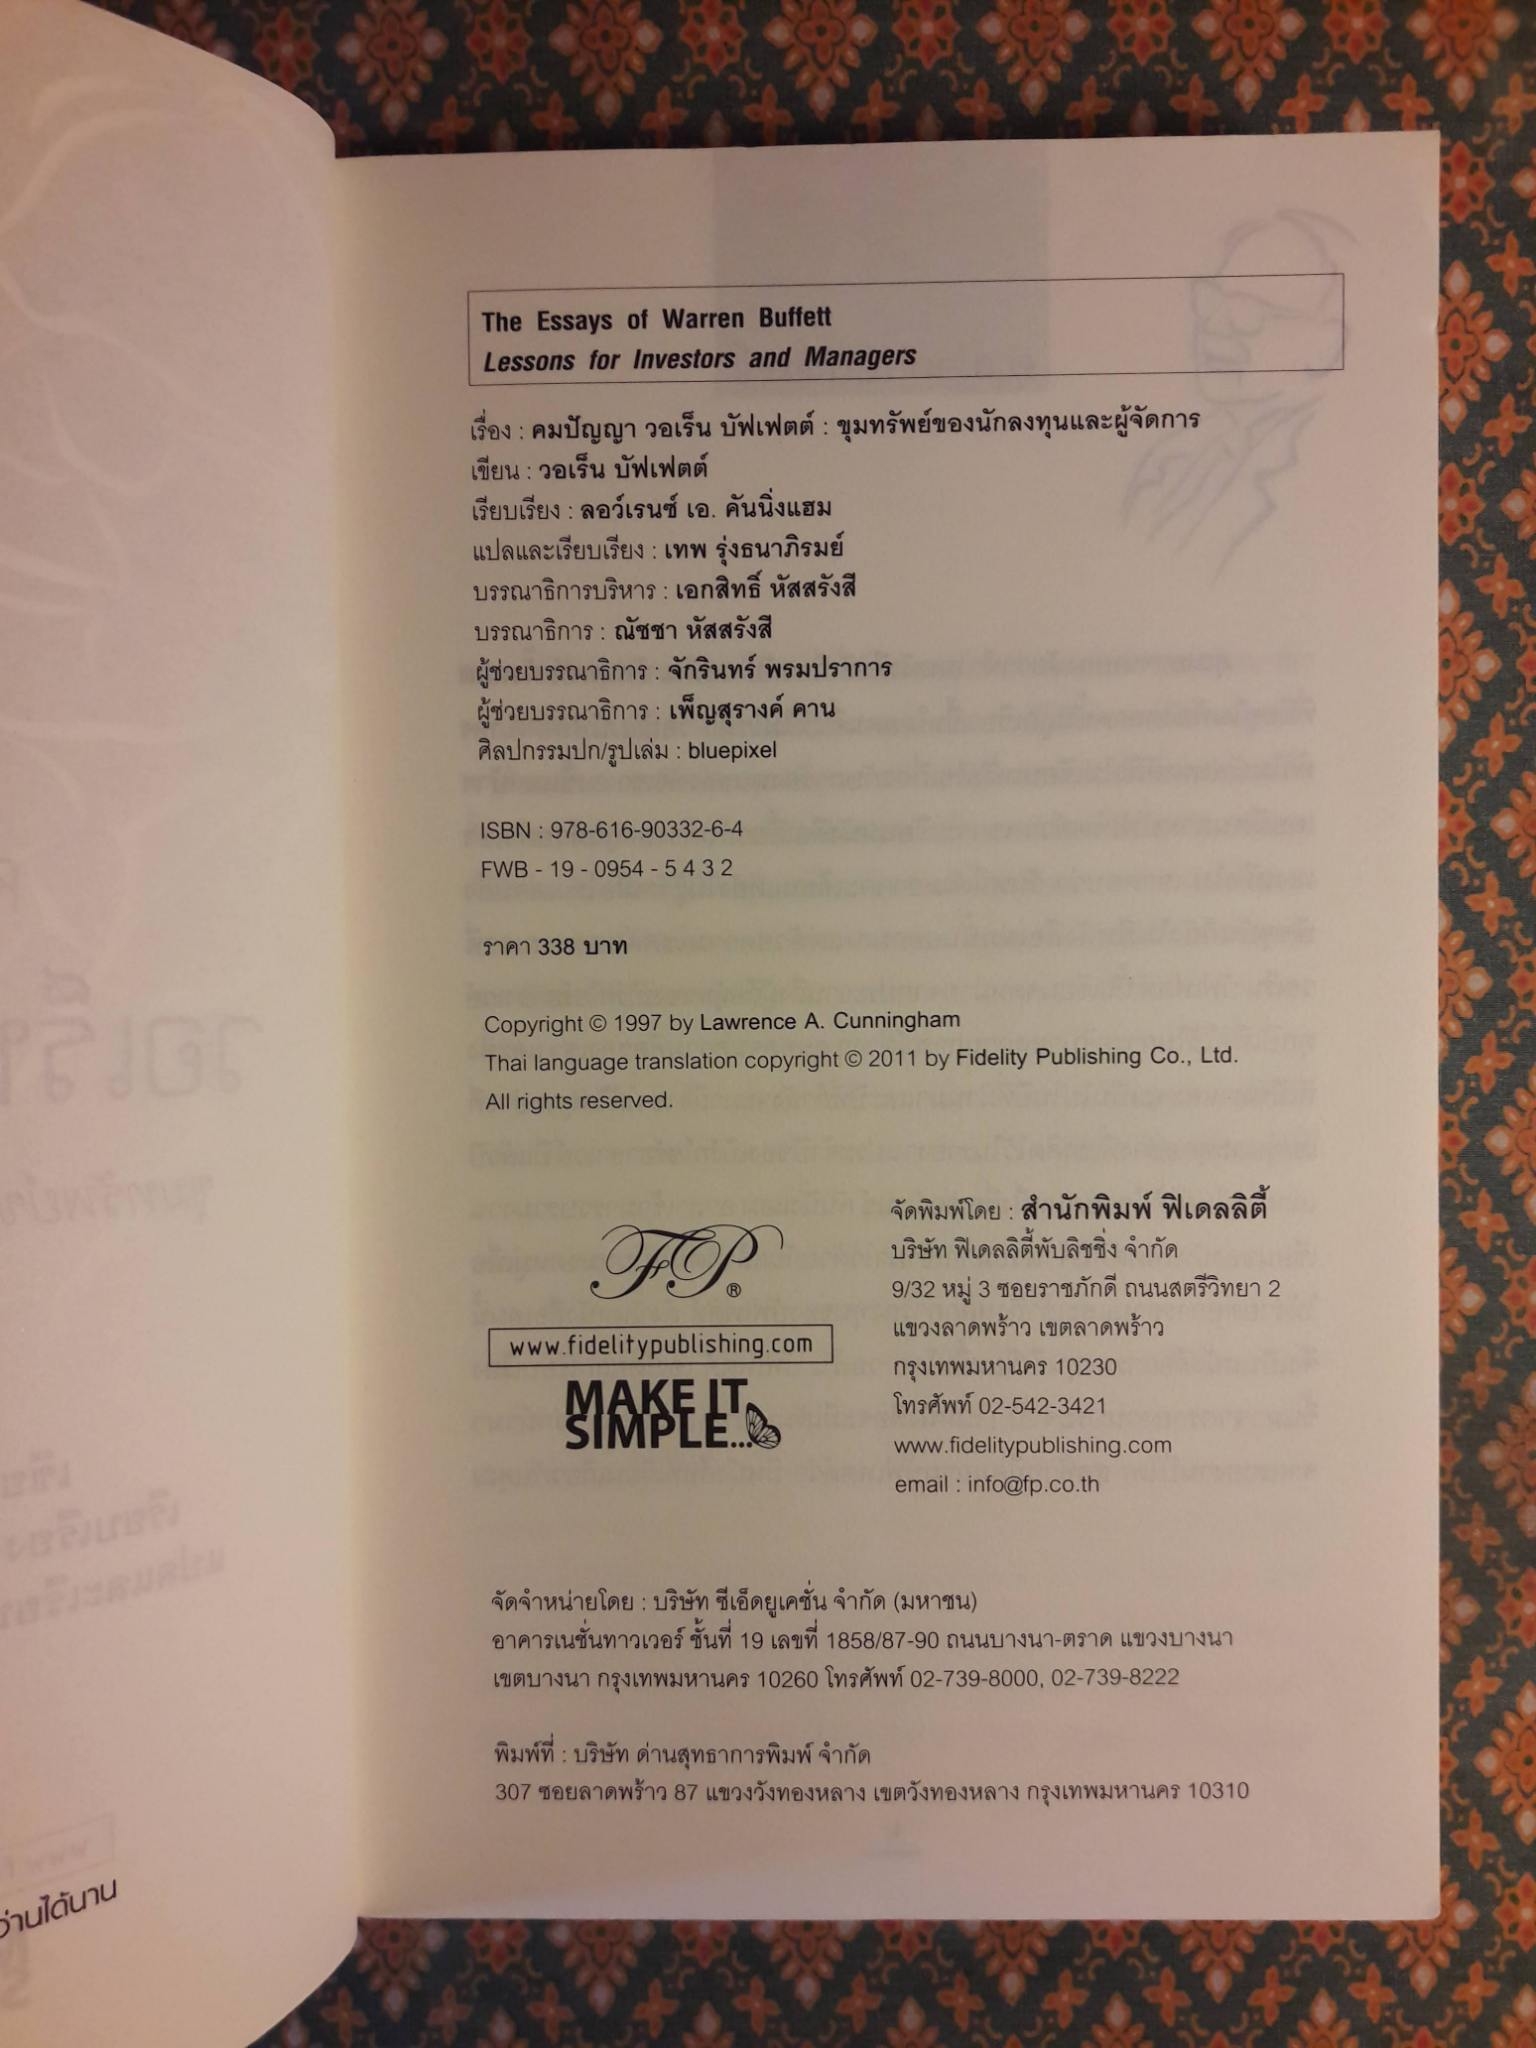 The Essays of Warren Buffett
Lessons for Investors and Managers
เรื่อง : คมปัญญา วอเร็น บัฟเฟตต์ : ขุมทรัพย์ของนักลงทุนและผู้จัดการ
เขียน : วอเร็น บัฟเฟตต์
เรียบเรียง : ลอว์เรนซ์ เอ. คันนิ่งแฮม
แปลและเรียบเรียง : เทพ รุ่งธนาภิรมย์
บรรณาธิการบริหาร : เอกสิทธิ์ หัสสรังสี
บรรณาธิการ : ณัชชา หัสสรังสี
ผู้ช่วยบรรณาธิการ : จักรินทร์ พรมปราการ
ผู้ช่วยบรรณาธิการ : เพ็ญสุรางค์ คาน
ศิลปกรรมปก/รูปเล่ม : bluepixel
ISBN : 978-616-90332-6-4
FWB - 19 - 0954 - 5 4 3 2
ราคา 338 บาท
Copyright © 1997 by Lawrence A. Cunningham
Thai language translation copyright © 2011 by Fidelity Publishing Co., Ltd.
All rights reserved.
FP®
www.fidelitypublishing.com
MAKE IT
SIMPLE...
จัดพิมพ์โดย : สำนักพิมพ์ ฟิเดลลิตี้
บริษัท ฟิเดลลิตี้พับลิชชิ่ง จำกัด
9/32 หมู่ 3 ซอยราชภักดี ถนนสตรีวิทยา 2
แขวงลาดพร้าว เขตลาดพร้าว
กรุงเทพมหานคร 10230
โทรศัพท์ 02-542-3421
www.fidelitypublishing.com
email : info@fp.co.th
จัดจำหน่ายโดย : บริษัท ซีเอ็ดยูเคชั่น จำกัด (มหาชน)
อาคารเนชั่นทาวเวอร์ ชั้นที่ 19 เลขที่ 1858/87-90 ถนนบางนา-ตราด แขวงบางนา
เขตบางนา กรุงเทพมหานคร 10260 โทรศัพท์ 02-739-8000, 02-739-8222
พิมพ์ที่ : บริษัท ด่านสุทธาการพิมพ์ จำกัด
307 ซอยลาดพร้าว 87 แขวงวังทองหลาง เขตวังทองหลาง กรุงเทพมหานคร 10310